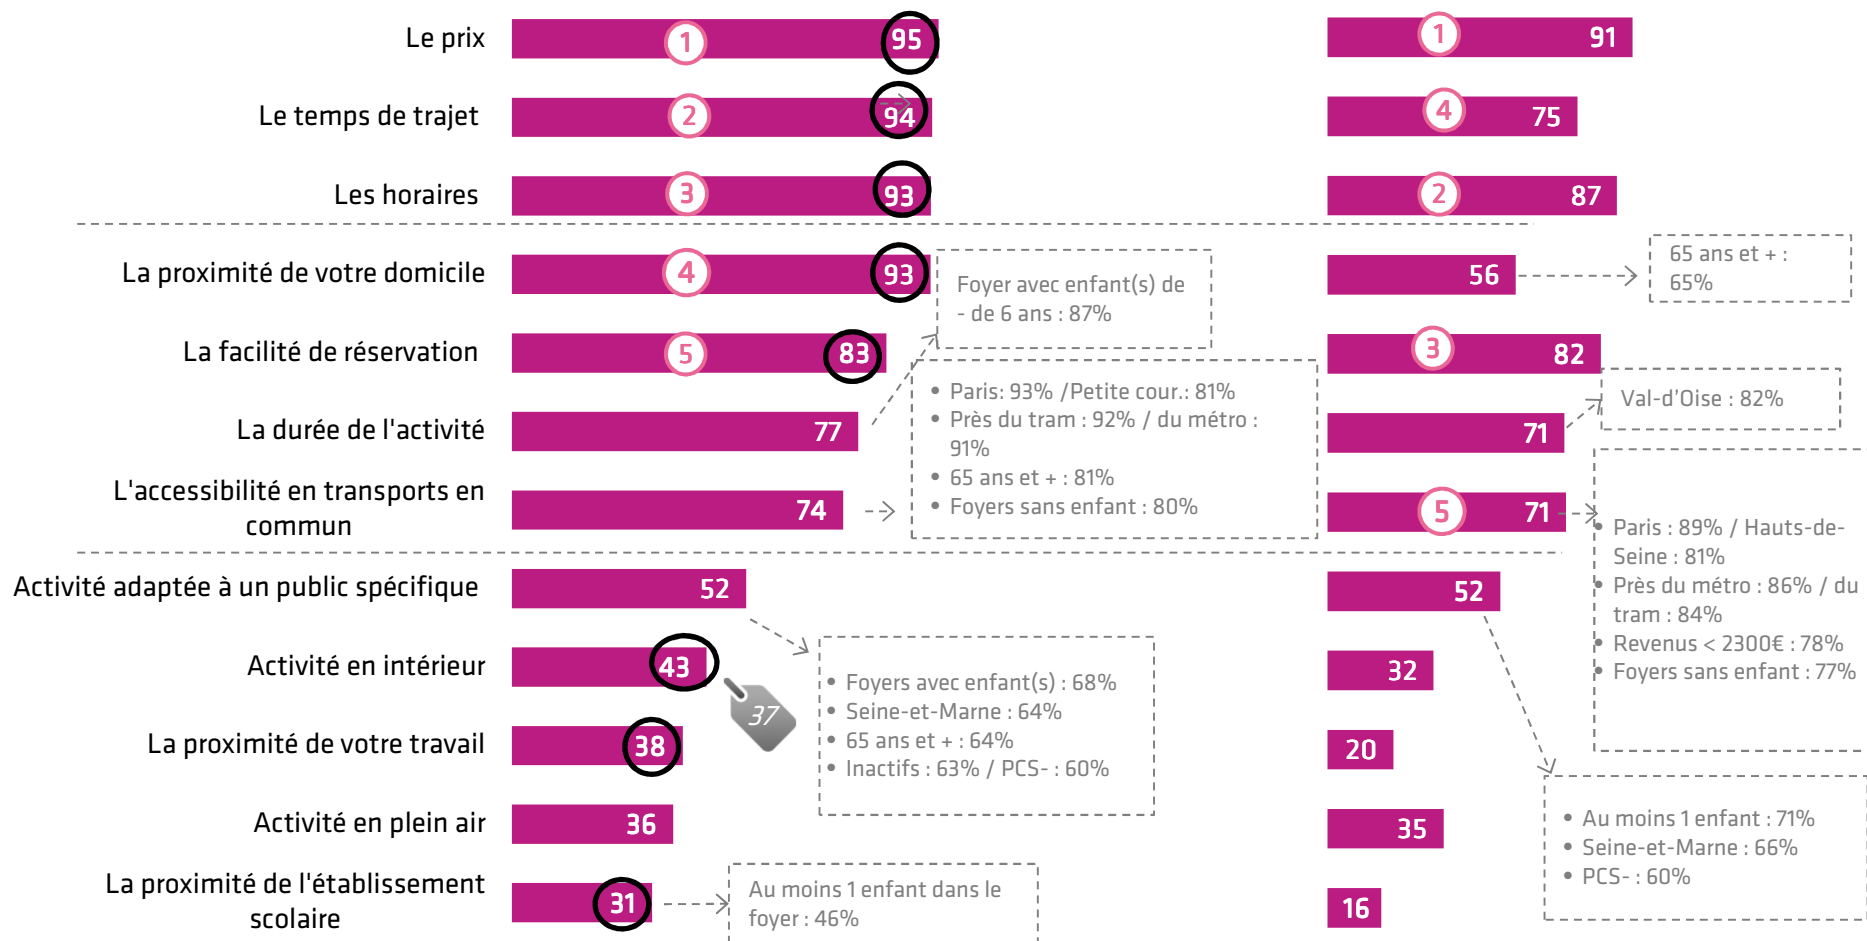 Le prix
1
95
1
91
Le temps de trajet
2
94
4
75
Les horaires
3
93
2
87
La proximité de votre domicile
4
93
56
65 ans et + :
65%
Foyer avec enfant(s) de
- de 6 ans : 87%
La facilité de réservation
5
83
3
82
La durée de l'activité
77
71
Val-d'Oise : 82%
• Paris: 93% /Petite cour.: 81%
• Près du tram : 92% / du métro :
91%
• 65 ans et + : 81%
• Foyers sans enfant : 80%
L'accessibilité en transports en
commun
74
5
71
• Paris : 89% / Hauts-de-
Seine : 81%
• Près du métro : 86% / du
tram : 84%
• Revenus < 2300€ : 78%
• Foyers sans enfant : 77%
Activité adaptée à un public spécifique
52
52
• Foyers avec enfant(s) : 68%
• Seine-et-Marne : 64%
• 65 ans et + : 64%
• Inactifs : 63% / PCS- : 60%
Activité en intérieur
43
37
32
La proximité de votre travail
38
20
Activité en plein air
36
35
• Au moins 1 enfant : 71%
• Seine-et-Marne : 66%
• PCS- : 60%
La proximité de l'établissement
scolaire
31
Au moins 1 enfant dans le
foyer : 46%
16